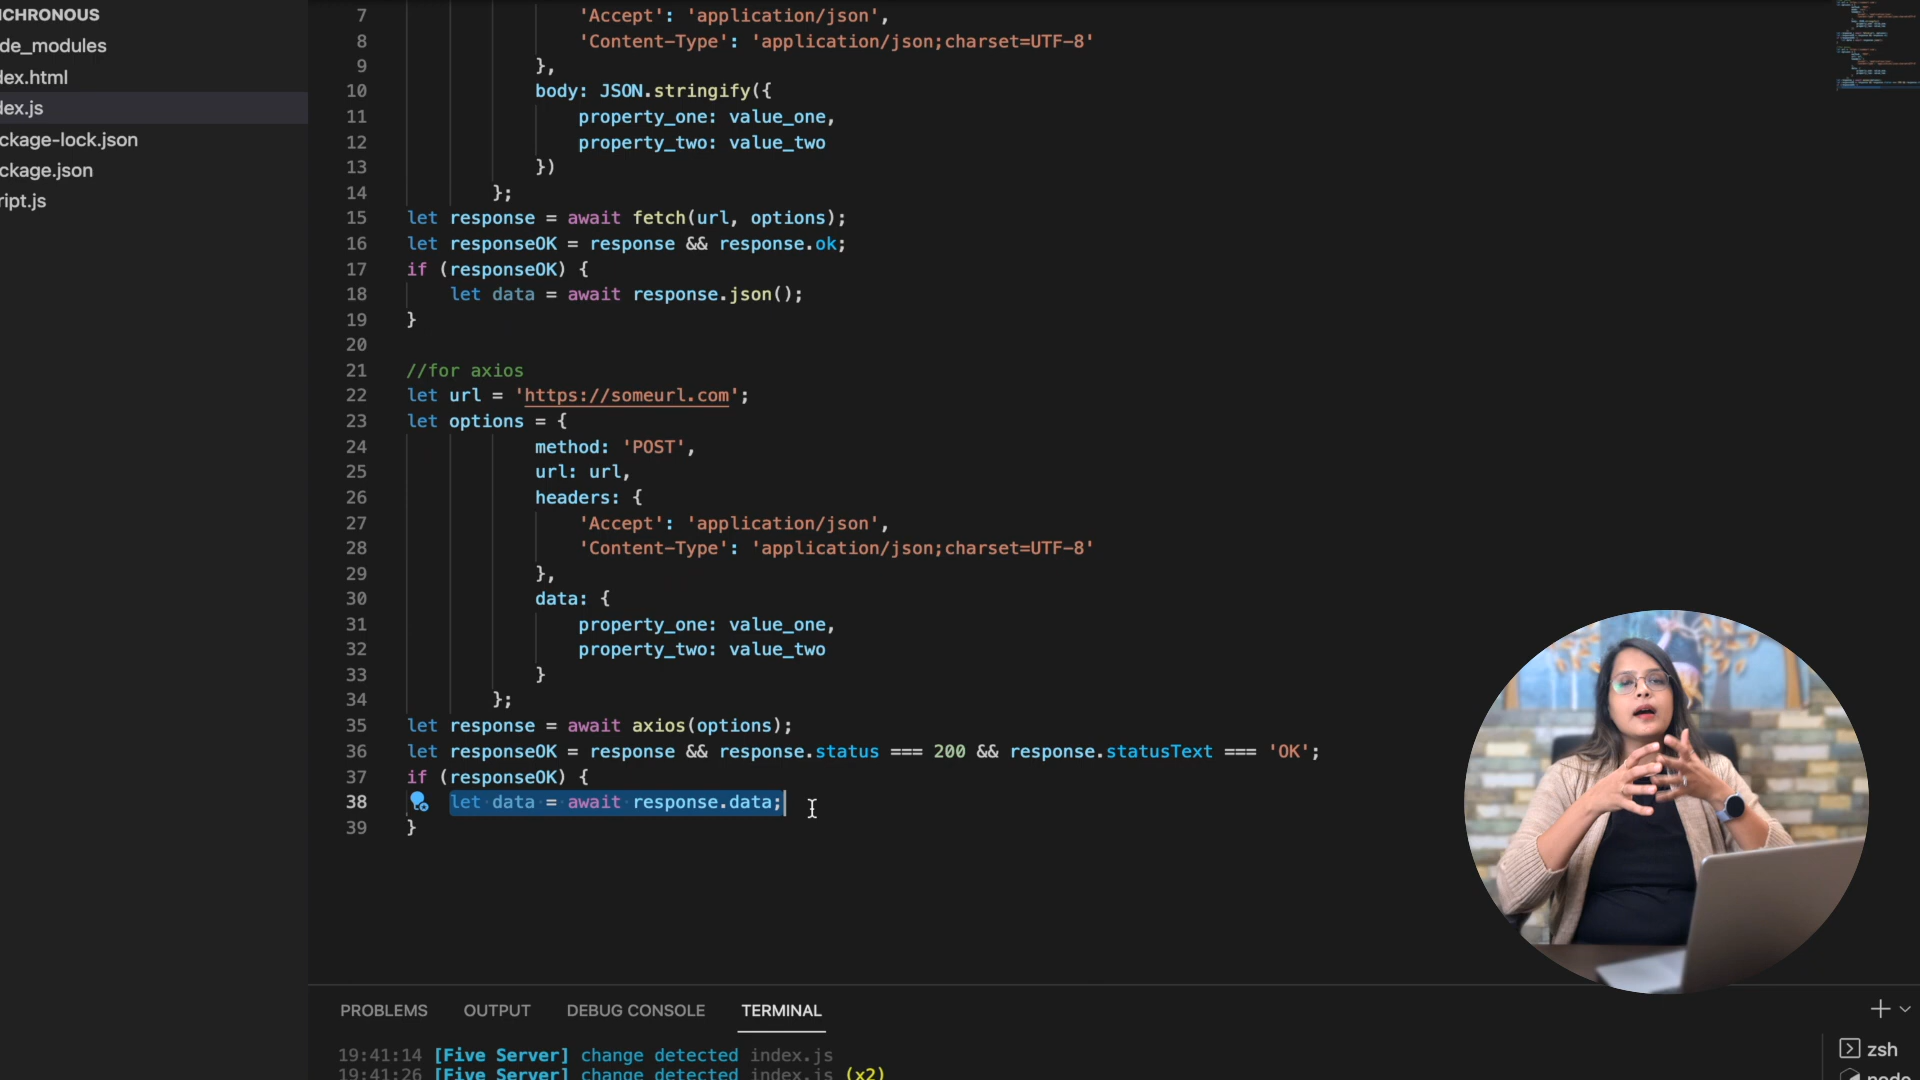 NCHRONOUS
de_modules
dex.html
dex.js
ckage-lock.json
ckage.json
ript.js
7 'Accept': 'application/json',
8 'Content-Type': 'application/json;charset=UTF-8'
9 },
10 body: JSON.stringify({
11 property_one: value_one,
12 property_two: value_two
13 })
14 };
15 let response = await fetch(url, options);
16 let responseOK = response && response.ok;
17 if (responseOK) {
18 let data = await response.json();
19 }
20
21 //for axios
22 let url = 'https://someurl.com';
23 let options = {
24 method: 'POST',
25 url: url,
26 headers: {
27 'Accept': 'application/json',
28 'Content-Type': 'application/json;charset=UTF-8'
29 },
30 data: {
31 property_one: value_one,
32 property_two: value_two
33 }
34 };
35 let response = await axios(options);
36 let responseOK = response && response.status === 200 && response.statusText === 'OK';
37 if (responseOK) {
38 let data = await response.data;
39 }
PROBLEMS OUTPUT DEBUG CONSOLE TERMINAL
19:41:14 [Five Server] change detected index.js
19:41:26 [Five Server] change detected index.js (x2)
zsh
node